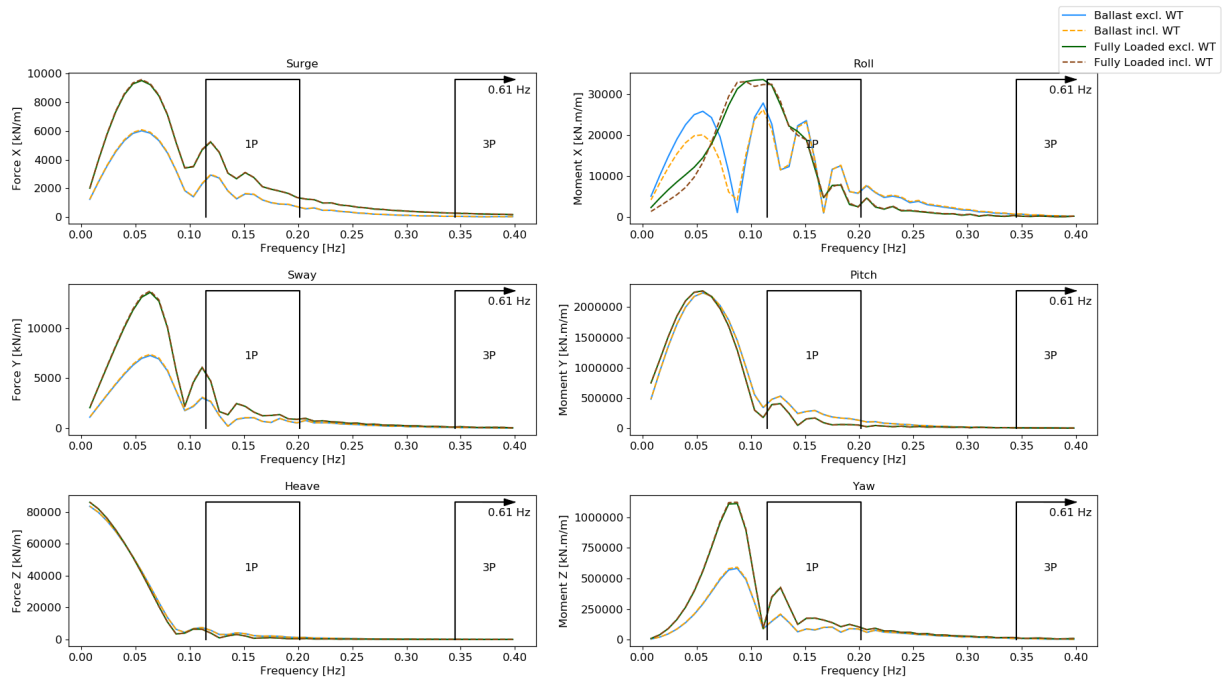 Ballast excl. WT
Ballast incl. WT
Fully Loaded excl. WT
Fully Loaded incl. WT
Surge
Force X [kN/m]
10000
8000
6000
4000
2000
0
0.61 Hz
1P
3P
0.00 0.05 0.10 0.15 0.20 0.25 0.30 0.35 0.40
Frequency [Hz]
Roll
Moment X [kN.m/m]
30000
20000
10000
0
0.61 Hz
1P
3P
0.00 0.05 0.10 0.15 0.20 0.25 0.30 0.35 0.40
Frequency [Hz]
Sway
Force Y [kN/m]
10000
5000
0
0.61 Hz
1P
3P
0.00 0.05 0.10 0.15 0.20 0.25 0.30 0.35 0.40
Frequency [Hz]
Pitch
Moment Y [kN.m/m]
2000000
1500000
1000000
500000
0
0.61 Hz
1P
3P
0.00 0.05 0.10 0.15 0.20 0.25 0.30 0.35 0.40
Frequency [Hz]
Heave
Force Z [kN/m]
80000
60000
40000
20000
0
0.61 Hz
1P
3P
0.00 0.05 0.10 0.15 0.20 0.25 0.30 0.35 0.40
Frequency [Hz]
Yaw
Moment Z [kN.m/m]
1000000
750000
500000
250000
0
0.61 Hz
1P
3P
0.00 0.05 0.10 0.15 0.20 0.25 0.30 0.35 0.40
Frequency [Hz]